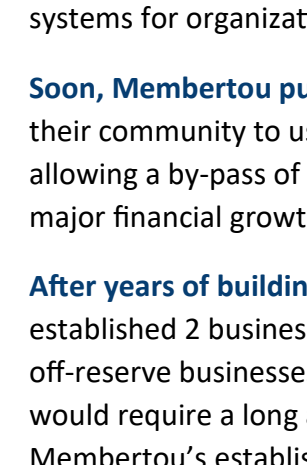 systems for organizat
Soon, Membertou pu
their community to u
allowing a by-pass of
major financial growt
After years of buildin
established 2 busines
off-reserve businesse
would require a long
Membertou's establis